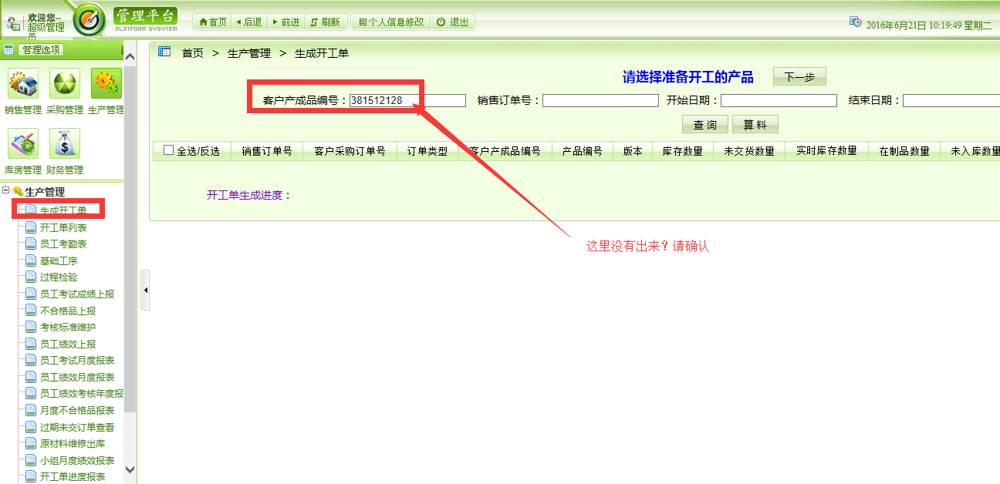 欢迎您–
超级管理
员
管理平台
PLATFORM SYSYTEM
首页 后退 前进 刷新 个人信息修改 退出
2016年6月21日 10:19:49 星期二
管理选项
销售管理 采购管理 生产管理
库房管理 财务管理
生产管理
生成开工单
开工单列表
员工考勤表
基础工序
过程检验
员工考试成绩上报
不合格品上报
考核标准维护
员工绩效上报
员工考试月度报表
员工绩效月度报表
员工绩效考核年度报
月度不合格品报表
过期未交订单查看
原材料维修出库
小组月度绩效报表
开工单进度报表
首页 > 生产管理 > 生成开工单
请选择准备开工的产品 下一步
客户产成品编号：381512128 销售订单号： 开始日期： 结束日期：
查 询 算 料
全选/反选 销售订单号 客户采购订单号 订单类型 客户产成品编号 产品编号 版本 库存数量 未交货数量 实时库存数量 在制品数量 未入库数量
开工单生成进度：
这里没有出来？请确认